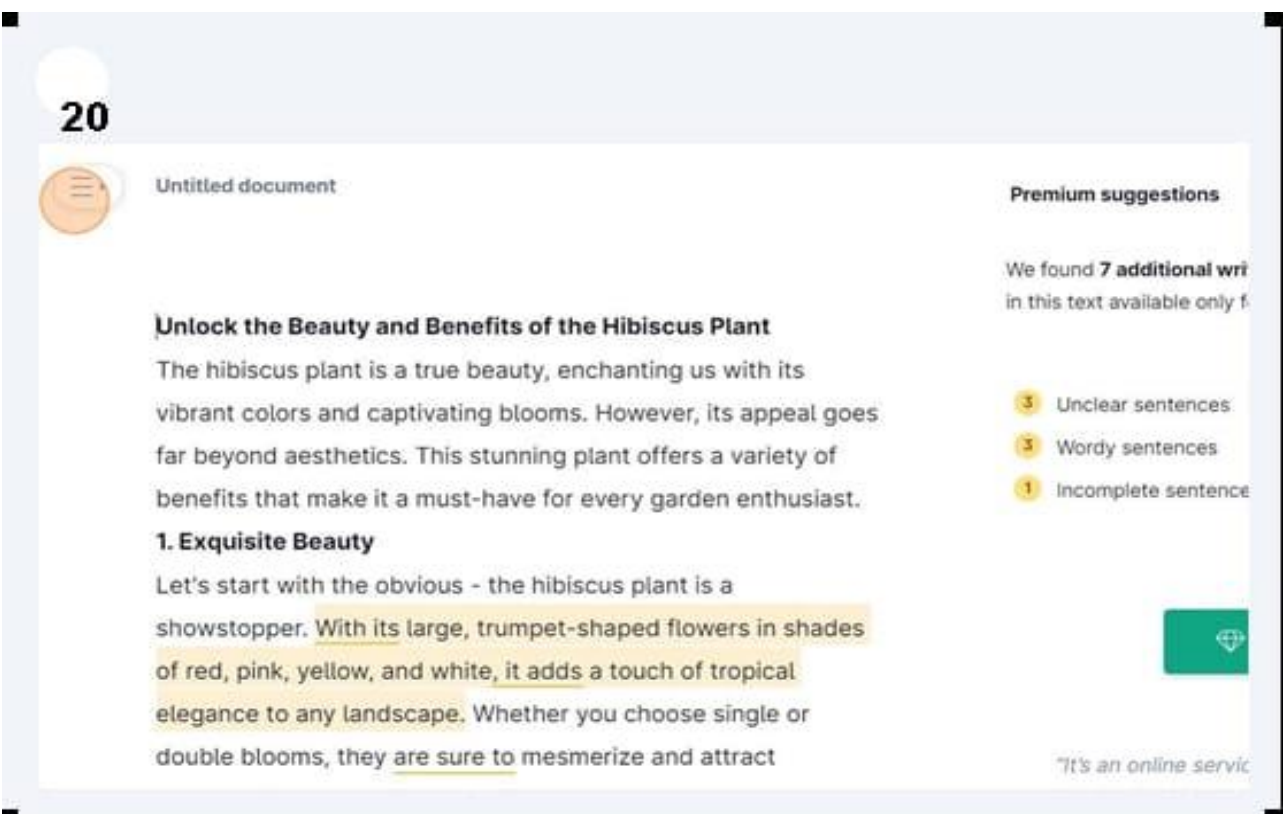 20
Untitled document
Unlock the Beauty and Benefits of the Hibiscus Plant
The hibiscus plant is a true beauty, enchanting us with its
vibrant colors and captivating blooms. However, its appeal goes
far beyond aesthetics. This stunning plant offers a variety of
benefits that make it a must-have for every garden enthusiast.
1. Exquisite Beauty
Let's start with the obvious - the hibiscus plant is a
showstopper. With its large, trumpet-shaped flowers in shades
of red, pink, yellow, and white, it adds a touch of tropical
elegance to any landscape. Whether you choose single or
double blooms, they are sure to mesmerize and attract
Premium suggestions
We found 7 additional wri
in this text available only f
3 Unclear sentences
3 Wordy sentences
1 Incomplete sentence
"It's an online servic